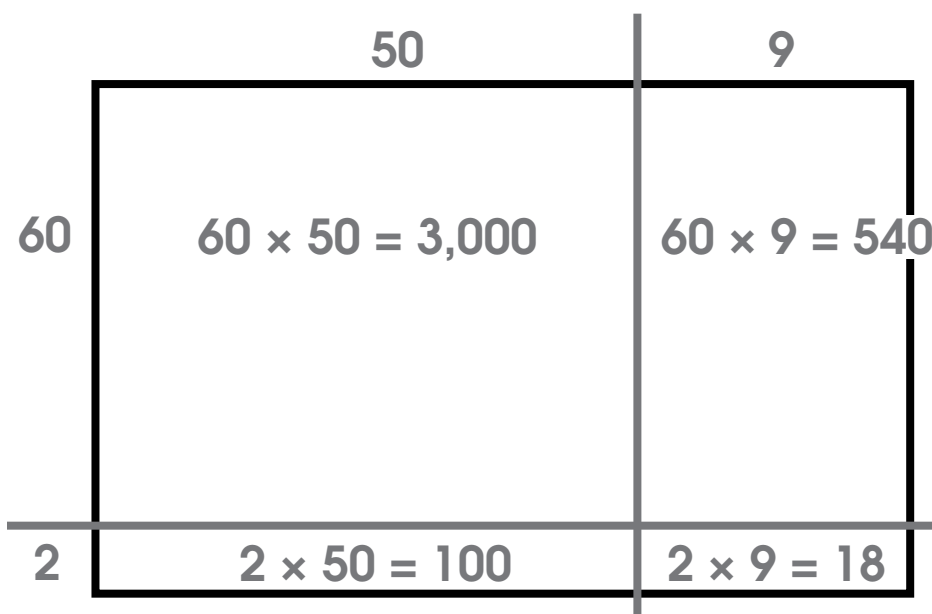 50 9
60 60 × 50 = 3,000 60 × 9 = 540
2 2 × 50 = 100 2 × 9 = 18